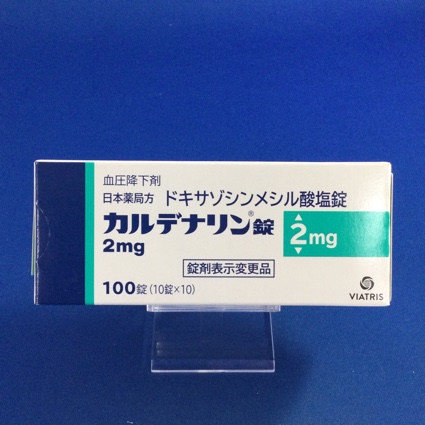 血圧降下剤
日本薬局方 ドキサゾシンメシル酸塩錠
カルデナリン®錠
2mg
2mg
錠剤表示変更品
100錠(10錠×10)
VIATRIS